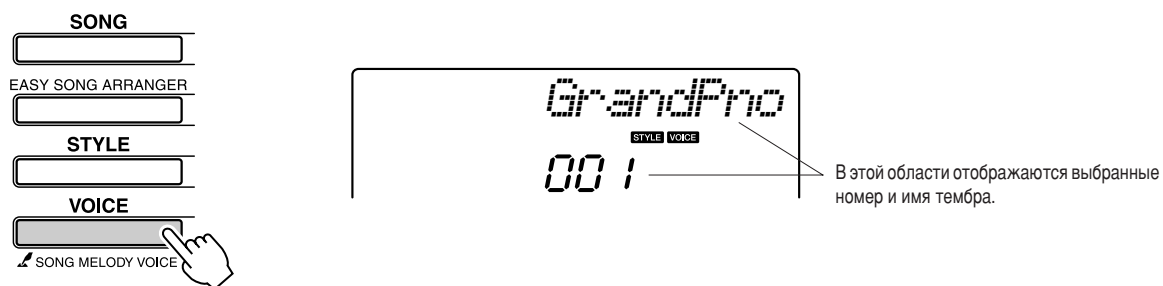 SONG
EASY SONG ARRANGER
STYLE
VOICE
SONG MELODY VOICE
GrandPno
STYLE VOICE
001
В этой области отображаются выбранные
номер и имя тембра.